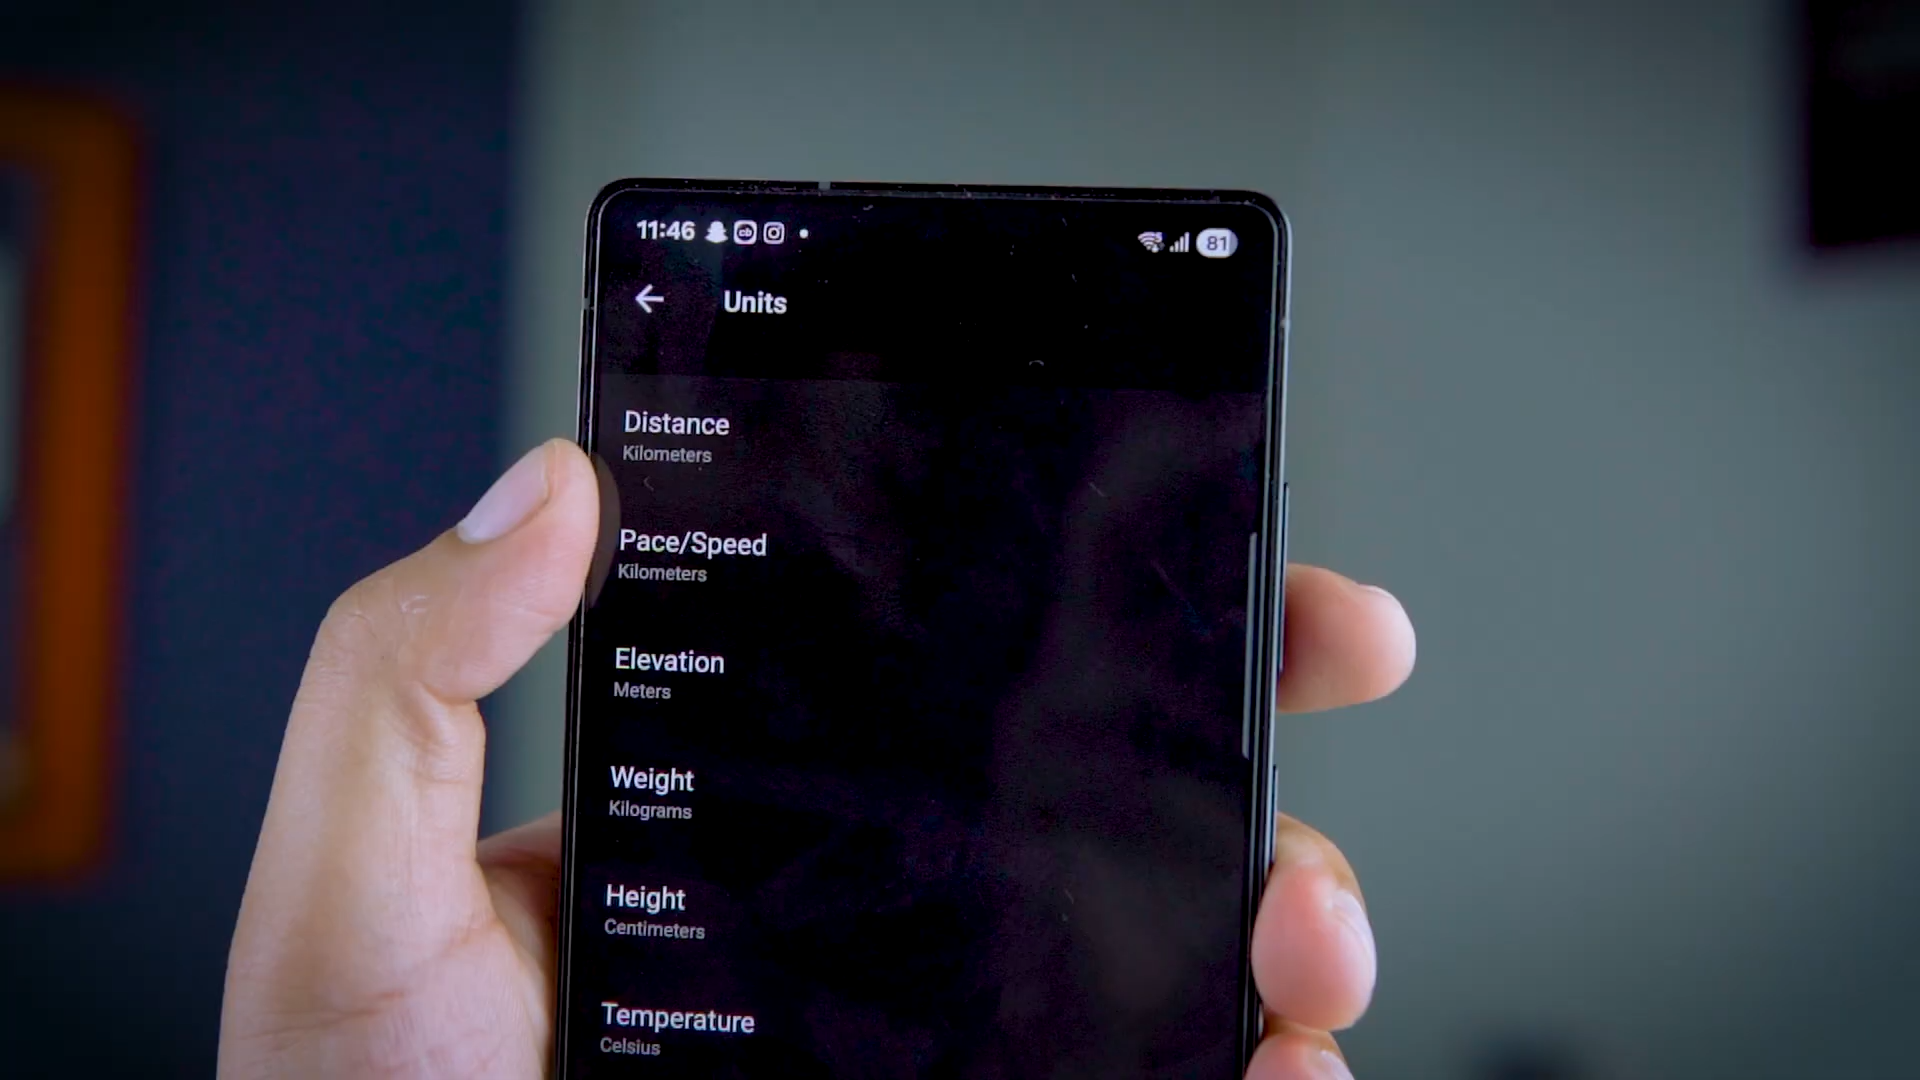 11:46
81
Units
Distance
Kilometers
Pace/Speed
Kilometers
Elevation
Meters
Weight
Kilograms
Height
Centimeters
Temperature
Celsius